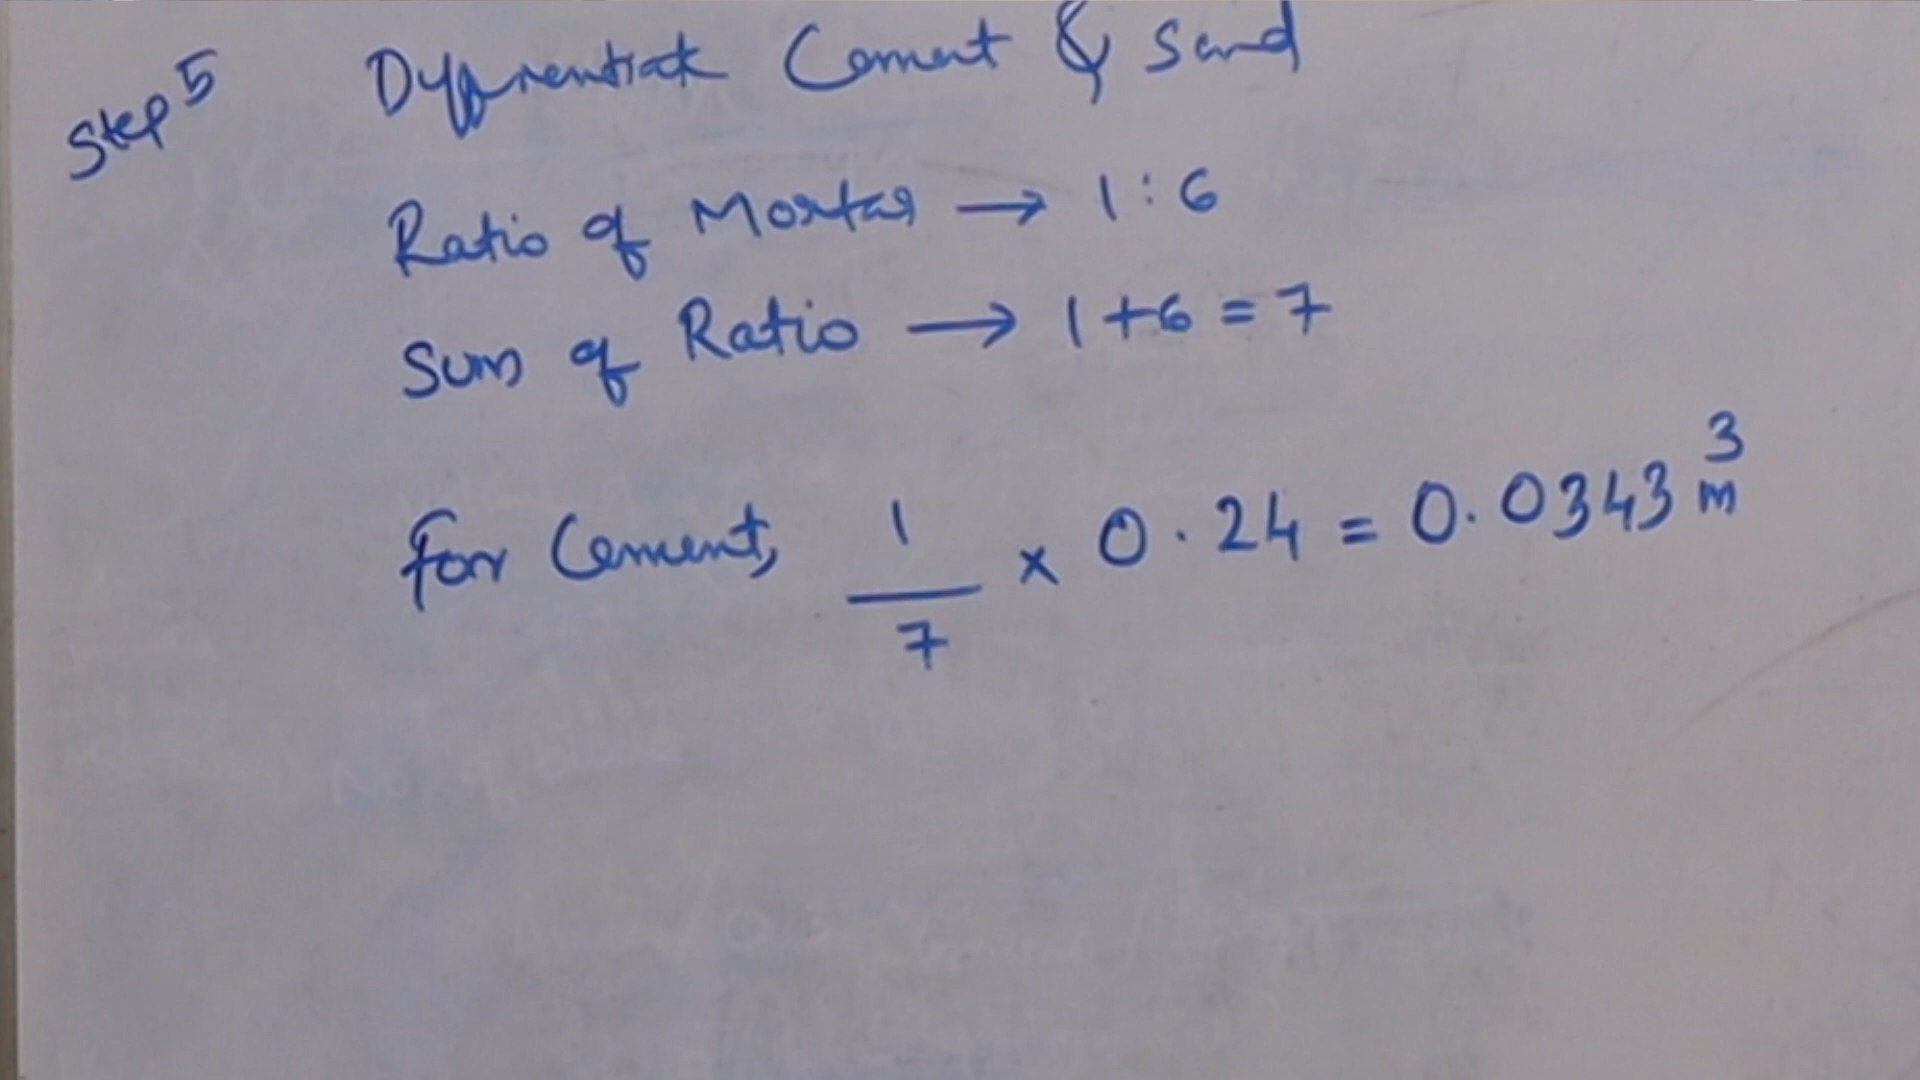 Step 5 Differentiate Cement & Sand
Ratio of Mortar → 1:6
Sum of Ratio → 1+6 = 7
For Cement, 1/7 × 0.24 = 0.0343 m³